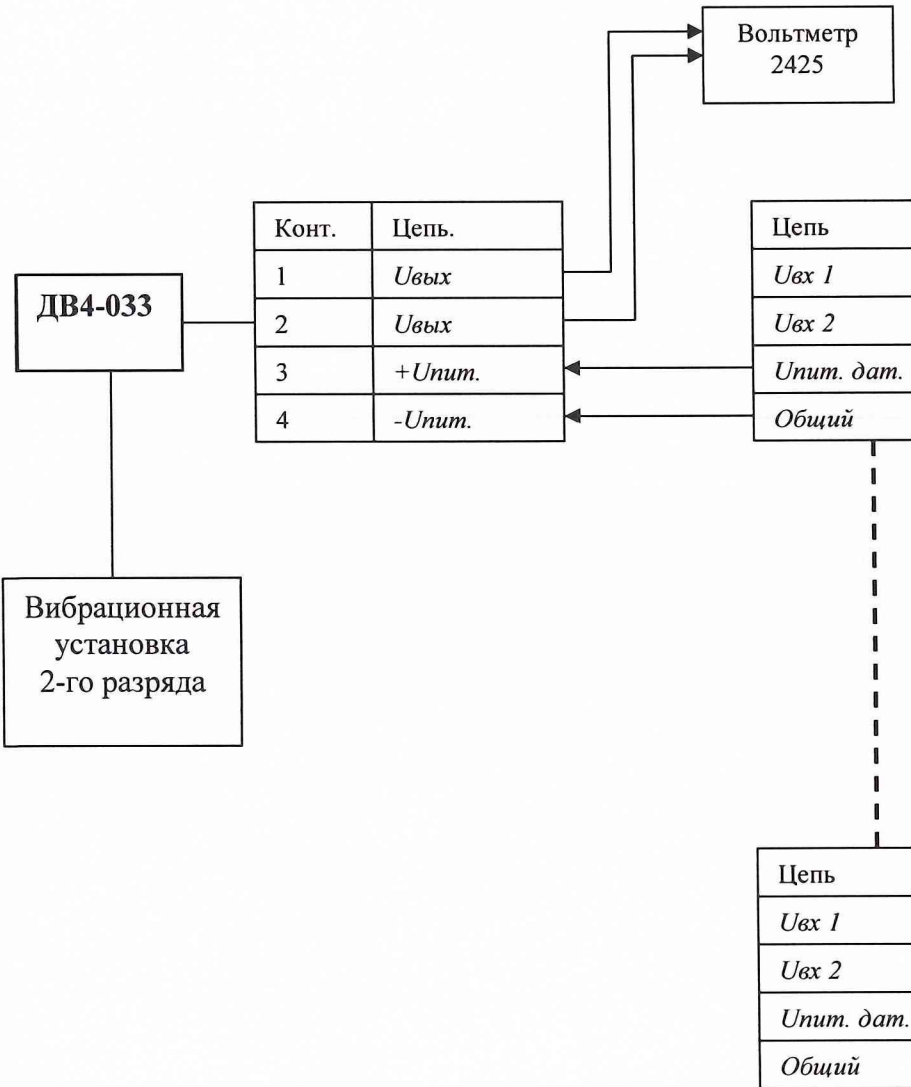 Вольтметр
2425
Конт. Цепь.
1 Uвых
2 Uвых
3 +Uпит.
4 -Uпит.
Цепь
Uвх 1
Uвх 2
Uпит. дат.
Общий
ДВ4-033
Вибрационная
установка
2-го разряда
Цепь
Uвх 1
Uвх 2
Uпит. дат.
Общий